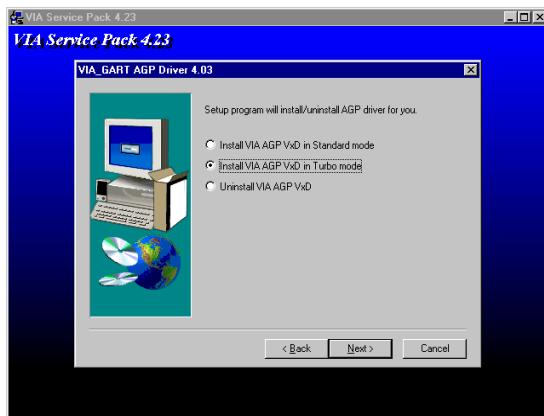 VIA Service Pack 4.23
VIA Service Pack 4.23
VIA_GART AGP Driver 4.03
Setup program will install/uninstall AGP driver for you.
Install VIA AGP VxD in Standard mode
Install VIA AGP VxD in Turbo mode
Uninstall VIA AGP VxD
< Back
Next >
Cancel